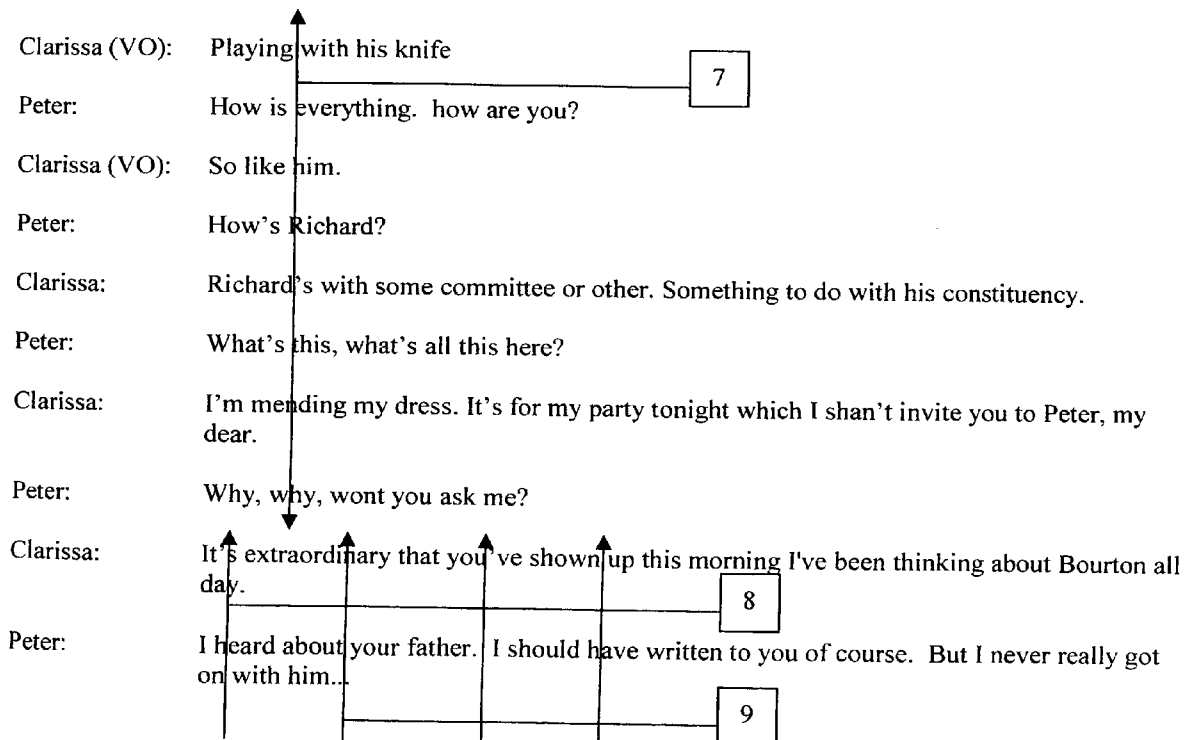 Clarissa (VO): Playing with his knife
7
Peter: How is everything. how are you?
Clarissa (VO): So like him.
Peter: How's Richard?
Clarissa: Richard's with some committee or other. Something to do with his constituency.
Peter: What's this, what's all this here?
Clarissa: I'm mending my dress. It's for my party tonight which I shan't invite you to Peter, my
dear.
Peter: Why, why, wont you ask me?
Clarissa: It's extraordinary that you've shown up this morning I've been thinking about Bourton all
day.
8
Peter: I heard about your father. I should have written to you of course. But I never really got
on with him...
9